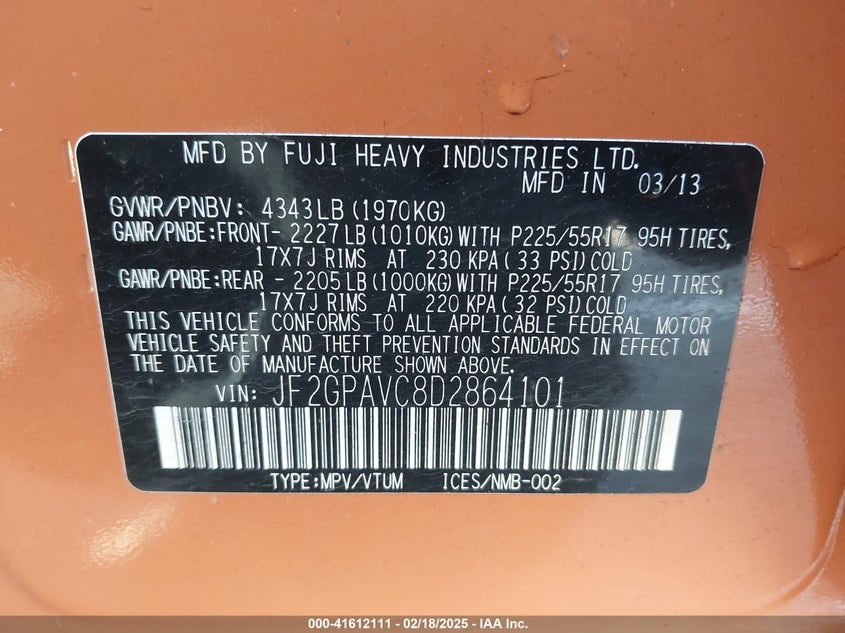 MFD BY FUJI HEAVY INDUSTRIES LTD.
MFD IN 03/13
GVWR/PNBV: 4343LB (1970KG)
GAWR/PNBE:FRONT- 2227LB (1010KG) WITH P225/55R17 95H TIRES,
17X7J RIMS AT 230 KPA ( 33 PSI) COLD
GAWR/PNBE:REAR - 2205LB (1000KG) WITH P225/55R17 95H TIRES,
17X7J RIMS AT 220 KPA ( 32 PSI) COLD
THIS VEHICLE CONFORMS TO ALL APPLICABLE FEDERAL MOTOR
VEHICLE SAFETY AND THEFT PREVENTION STANDARDS IN EFFECT ON
THE DATE OF MANUFACTURE SHOWN ABOVE.
VIN: JF2GPAVC8D2864101
TYPE:MPV/VTUM ICES/NMB-002
000-41612111 - 02/18/2025 - IAA Inc.